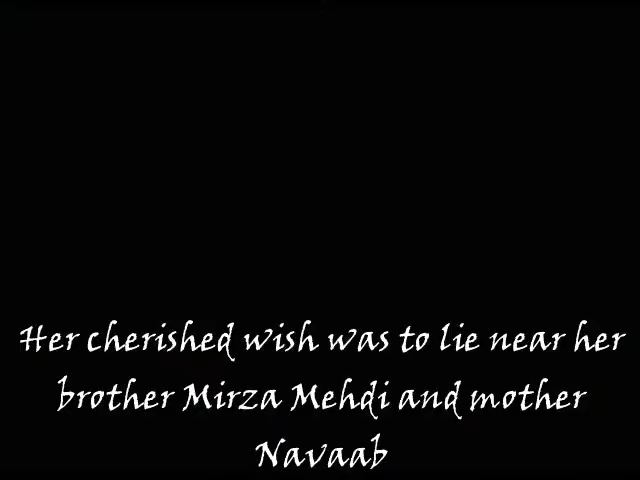 Her cherished wish was to lie near her
brother Mirza Mehdi and mother
Navaab